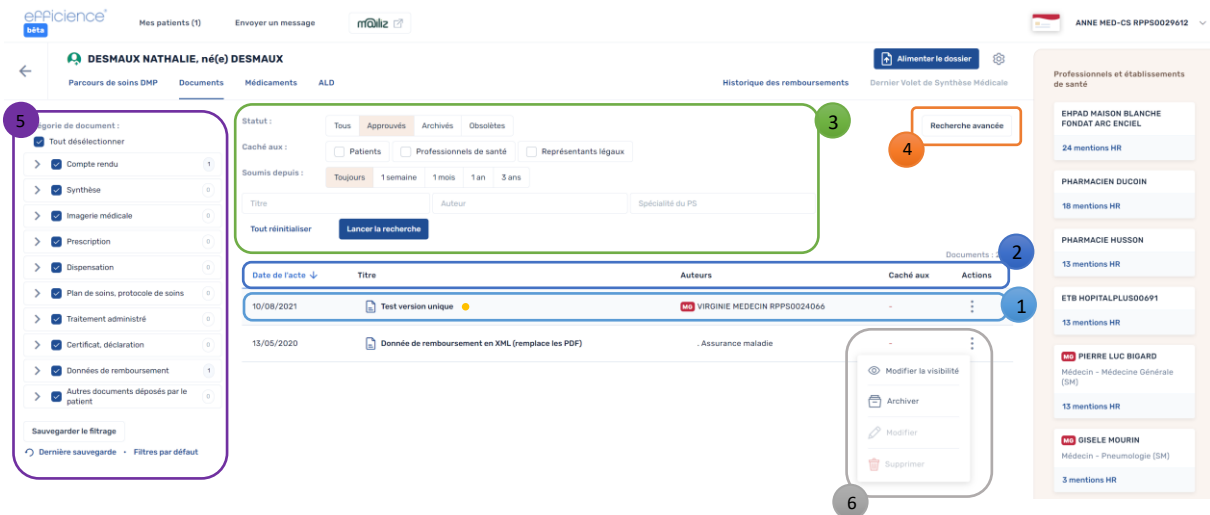 efficience
bêta
Mes patients (1)
Envoyer un message
mailiz
ANNE MED-CS RPPS0029612
DESMAUX NATHALIE, né(e) DESMAUX
Alimenter le dossier
Parcours de soins DMP
Documents
Médicaments
ALD
Historique des remboursements
Dernier Volet de Synthèse Médicale
5
gorie de document :
Tout désélectionner
Compte rendu 1
Synthèse 0
Imagerie médicale 0
Prescription 0
Dispensation 0
Plan de soins, protocole de soins 0
Traitement administré 0
Certificat, déclaration 0
Données de remboursement 1
Autres documents déposés par le
patient 0
Sauvegarder le filtrage
Dernière sauvegarde • Filtres par défaut
3
Statut : Tous Approuvés Archivés Obsolètes
Caché aux : Patients Professionnels de santé Représentants légaux
Soumis depuis : Toujours 1 semaine 1 mois 1 an 3 ans
Titre Auteur Spécialité du PS
Tout réinitialiser Lancer la recherche
Recherche avancée
4
Documents :
2
Date de l'acte Titre Auteurs Caché aux Actions
10/08/2021 Test version unique MG VIRGINIE MEDECIN RPPS0024066 -
1
13/05/2020 Donnée de remboursement en XML (remplace les PDF) . Assurance maladie -
Modifier la visibilité
Archiver
Modifier
Supprimer
6
Professionnels et établissements
de santé
EHPAD MAISON BLANCHE
FONDAT ARC ENCIEL
24 mentions HR
PHARMACIEN DUCOIN
18 mentions HR
PHARMACIE HUSSON
13 mentions HR
ETB HOPITALPLUS00691
13 mentions HR
MG PIERRE LUC BIGARD
Médecin - Médecine Générale
(SM)
13 mentions HR
MG GISELE MOURIN
Médecin - Pneumologie (SM)
3 mentions HR